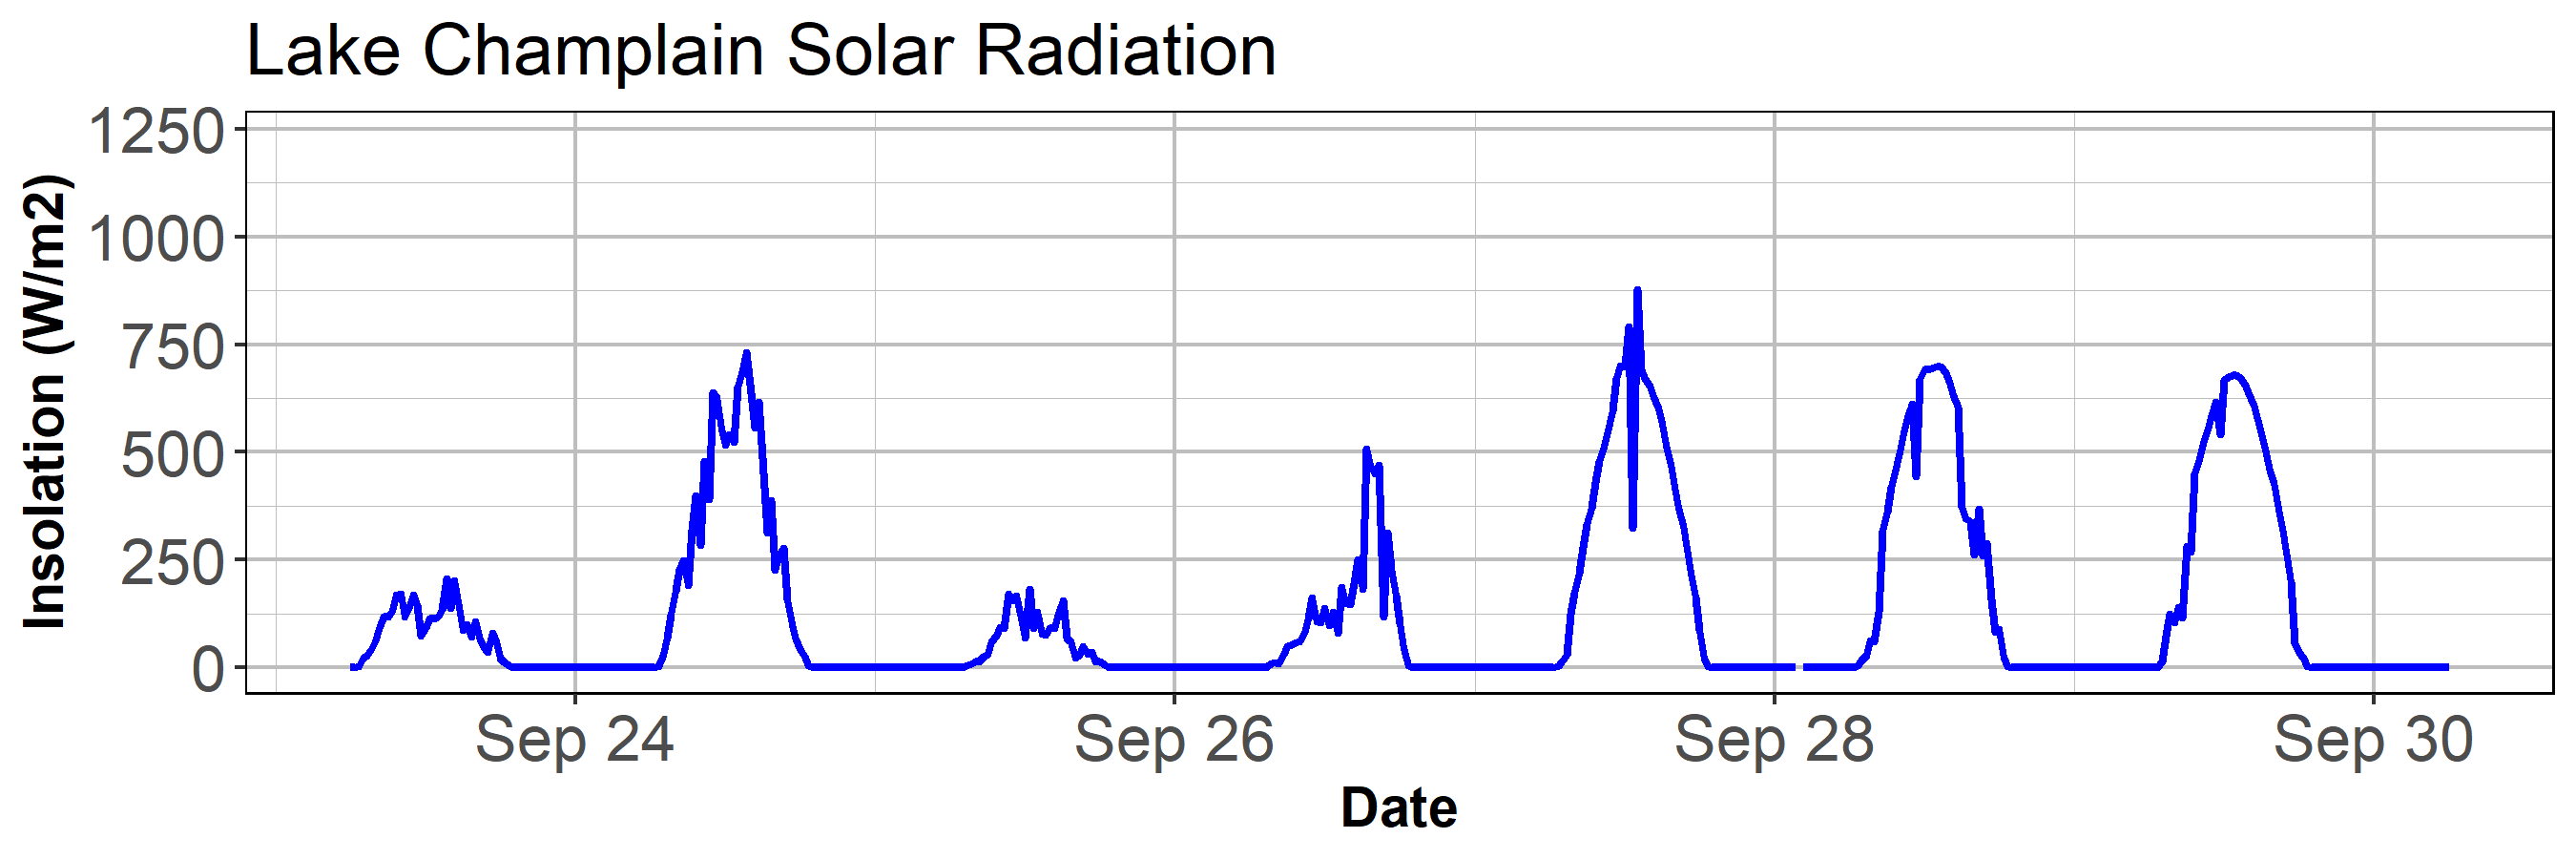 Lake Champlain Solar Radiation
Insolation (W/m2)
1250
1000
750
500
250
0
Sep 24
Sep 26
Sep 28
Sep 30
Date